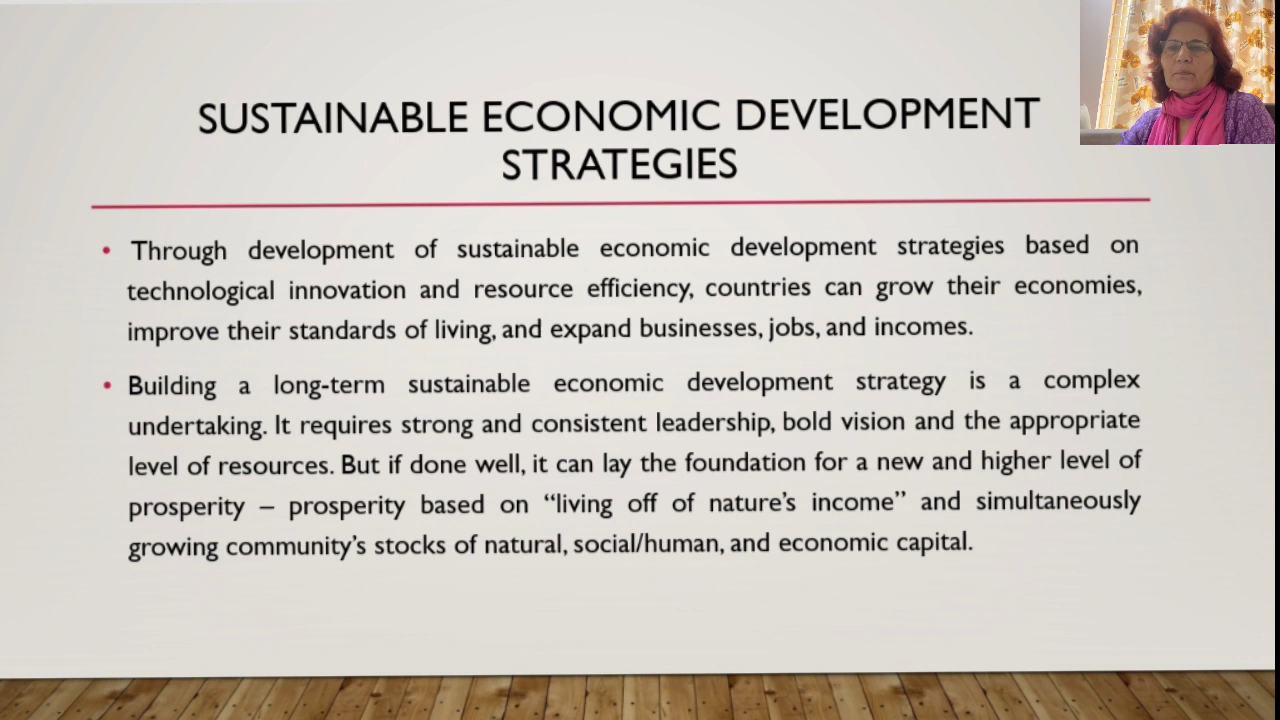 SUSTAINABLE ECONOMIC DEVELOPMENT
STRATEGIES
• Through development of sustainable economic development strategies based on
technological innovation and resource efficiency, countries can grow their economies,
improve their standards of living, and expand businesses, jobs, and incomes.
• Building a long-term sustainable economic development strategy is a complex
undertaking. It requires strong and consistent leadership, bold vision and the appropriate
level of resources. But if done well, it can lay the foundation for a new and higher level of
prosperity – prosperity based on “living off of nature’s income” and simultaneously
growing community’s stocks of natural, social/human, and economic capital.